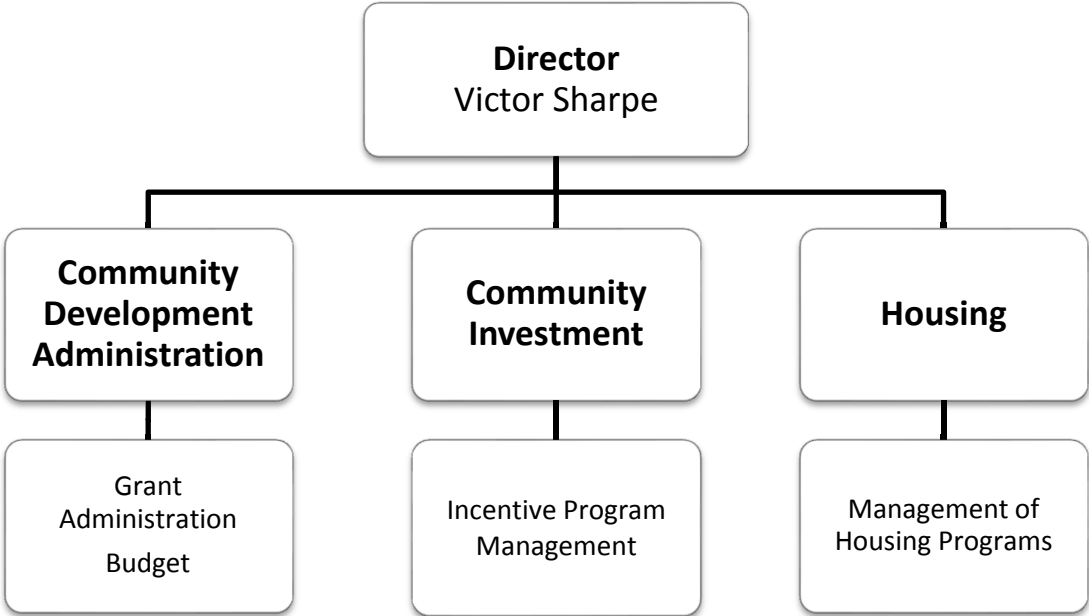 Director
Victor Sharpe
Community
Development
Administration
Community
Investment
Housing
Grant
Administration
Budget
Incentive Program
Management
Management of
Housing Programs